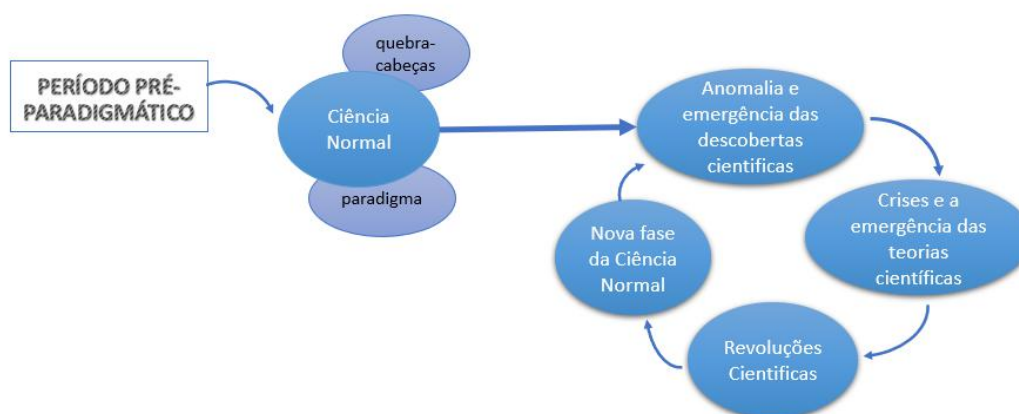 PERÍODO PRÉ-
PARADIGMÁTICO
quebra-
cabeças
Ciência
Normal
paradigma
Anomalia e
emergência das
descobertas
cientificas
Crises e a
emergência das
teorias
científicas
Revoluções
Cientificas
Nova fase
da Ciência
Normal